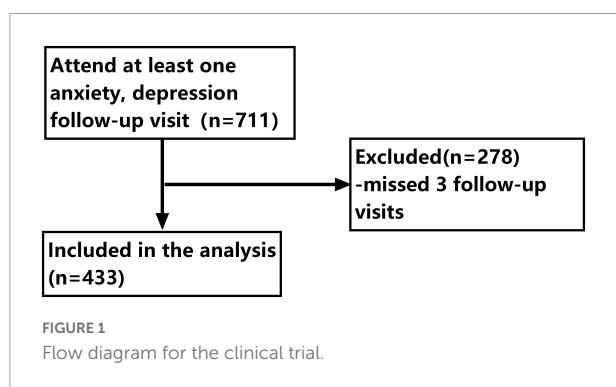 Attend at least one
anxiety, depression
follow-up visit (n=711)
Excluded(n=278)
-missed 3 follow-up
visits
Included in the analysis
(n=433)
FIGURE 1
Flow diagram for the clinical trial.